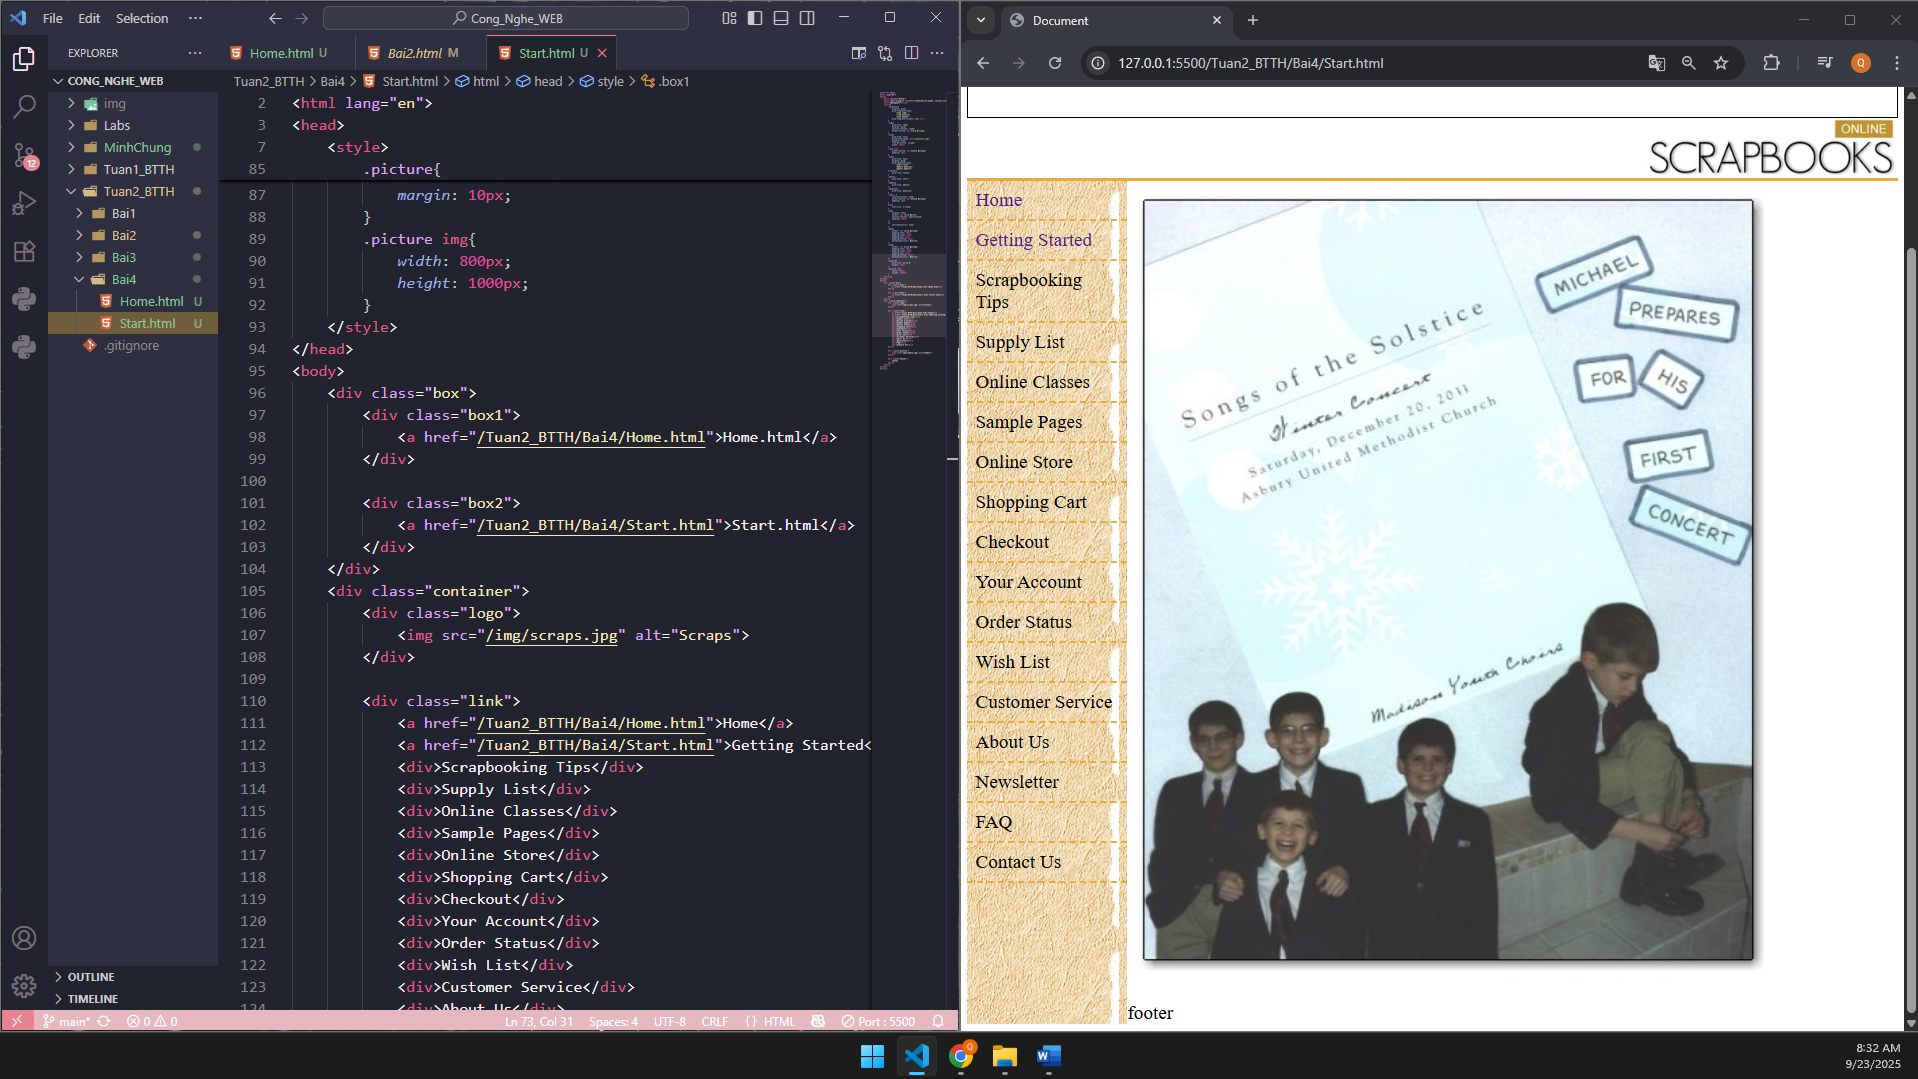 File Edit Selection ··· Cong_Nghe_WEB
EXPLORER ···
CONG_NGHE_WEB
img
Labs
MinhChung
Tuan1_BTTH
Tuan2_BTTH
Bai1
Bai2
Bai3
Bai4
Home.html U
Start.html U
.gitignore
OUTLINE
TIMELINE
12
Home.html U Bai2.html M Start.html U
Tuan2_BTTH > Bai4 > Start.html > html > head > style > .box1
2 <html lang="en">
3 <head>
7 <style>
85 .picture{
87 margin: 10px;
88 }
89 .picture img{
90 width: 800px;
91 height: 1000px;
92 }
93 </style>
94 </head>
95 <body>
96 <div class="box">
97 <div class="box1">
98 <a href="/Tuan2_BTTH/Bai4/Home.html">Home.html</a>
99 </div>
100
101 <div class="box2">
102 <a href="/Tuan2_BTTH/Bai4/Start.html">Start.html</a>
103 </div>
104 </div>
105 <div class="container">
106 <div class="logo">
107 <img src="/img/scraps.jpg" alt="Scraps">
108 </div>
109
110 <div class="link">
111 <a href="/Tuan2_BTTH/Bai4/Home.html">Home</a>
112 <a href="/Tuan2_BTTH/Bai4/Start.html">Getting Started<
113 <div>Scrapbooking Tips</div>
114 <div>Supply List</div>
115 <div>Online Classes</div>
116 <div>Sample Pages</div>
117 <div>Online Store</div>
118 <div>Shopping Cart</div>
119 <div>Checkout</div>
120 <div>Your Account</div>
121 <div>Order Status</div>
122 <div>Wish List</div>
123 <div>Customer Service</div>
124 <div>About Us</div>
main* 0 0 Ln 73, Col 31 Spaces: 4 UTF-8 CRLF {} HTML Port : 5500
Document
127.0.0.1:5500/Tuan2_BTTH/Bai4/Start.html
Q
ONLINE
SCRAPBOOKS
Home
Getting Started
Scrapbooking
Tips
Supply List
Online Classes
Sample Pages
Online Store
Shopping Cart
Checkout
Your Account
Order Status
Wish List
Customer Service
About Us
Newsletter
FAQ
Contact Us
Songs of the Solstice
Winter Concert
Saturday, December 20, 2011
Asbury United Methodist Church
Madison Youth Choirs
MICHAEL
PREPARES
FOR HIS
FIRST
CONCERT
footer
Q
8:32 AM
9/23/2025